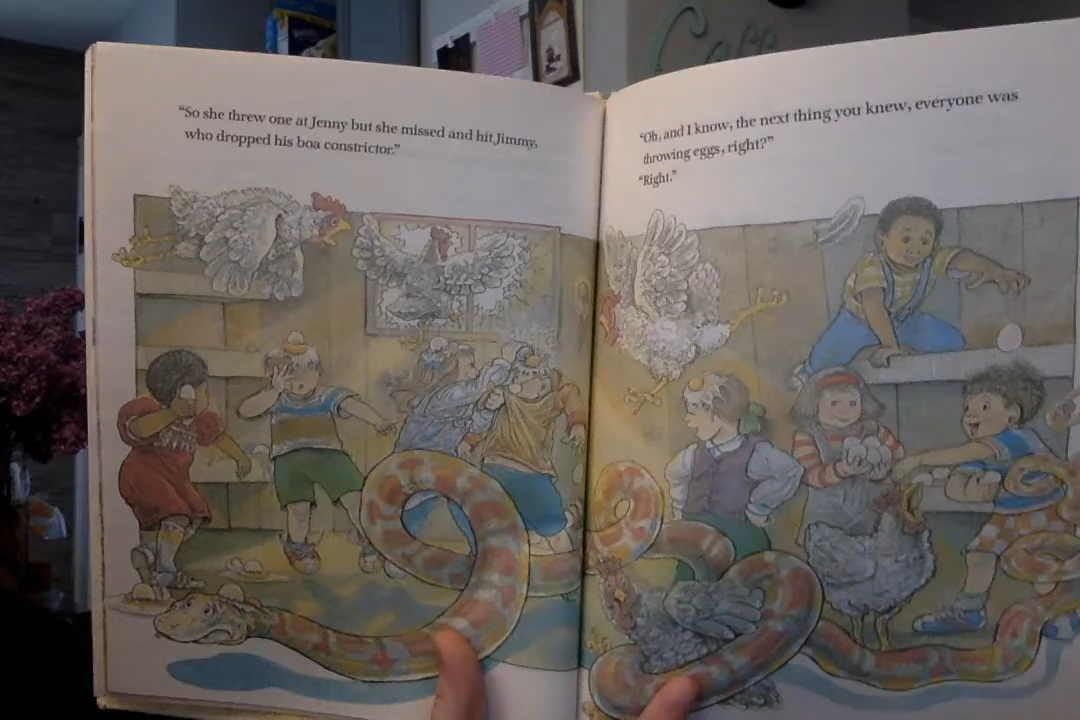 "So she threw one at Jenny but she missed and hit Jimmy,
who dropped his boa constrictor."
"Oh, and I know, the next thing you knew, everyone was
throwing eggs, right?"
"Right."